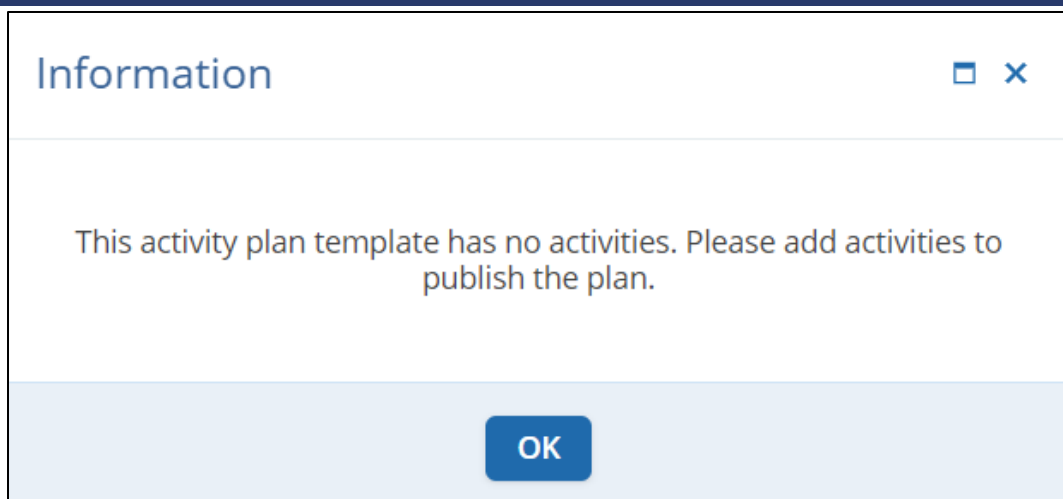 Information
This activity plan template has no activities. Please add activities to
publish the plan.
OK